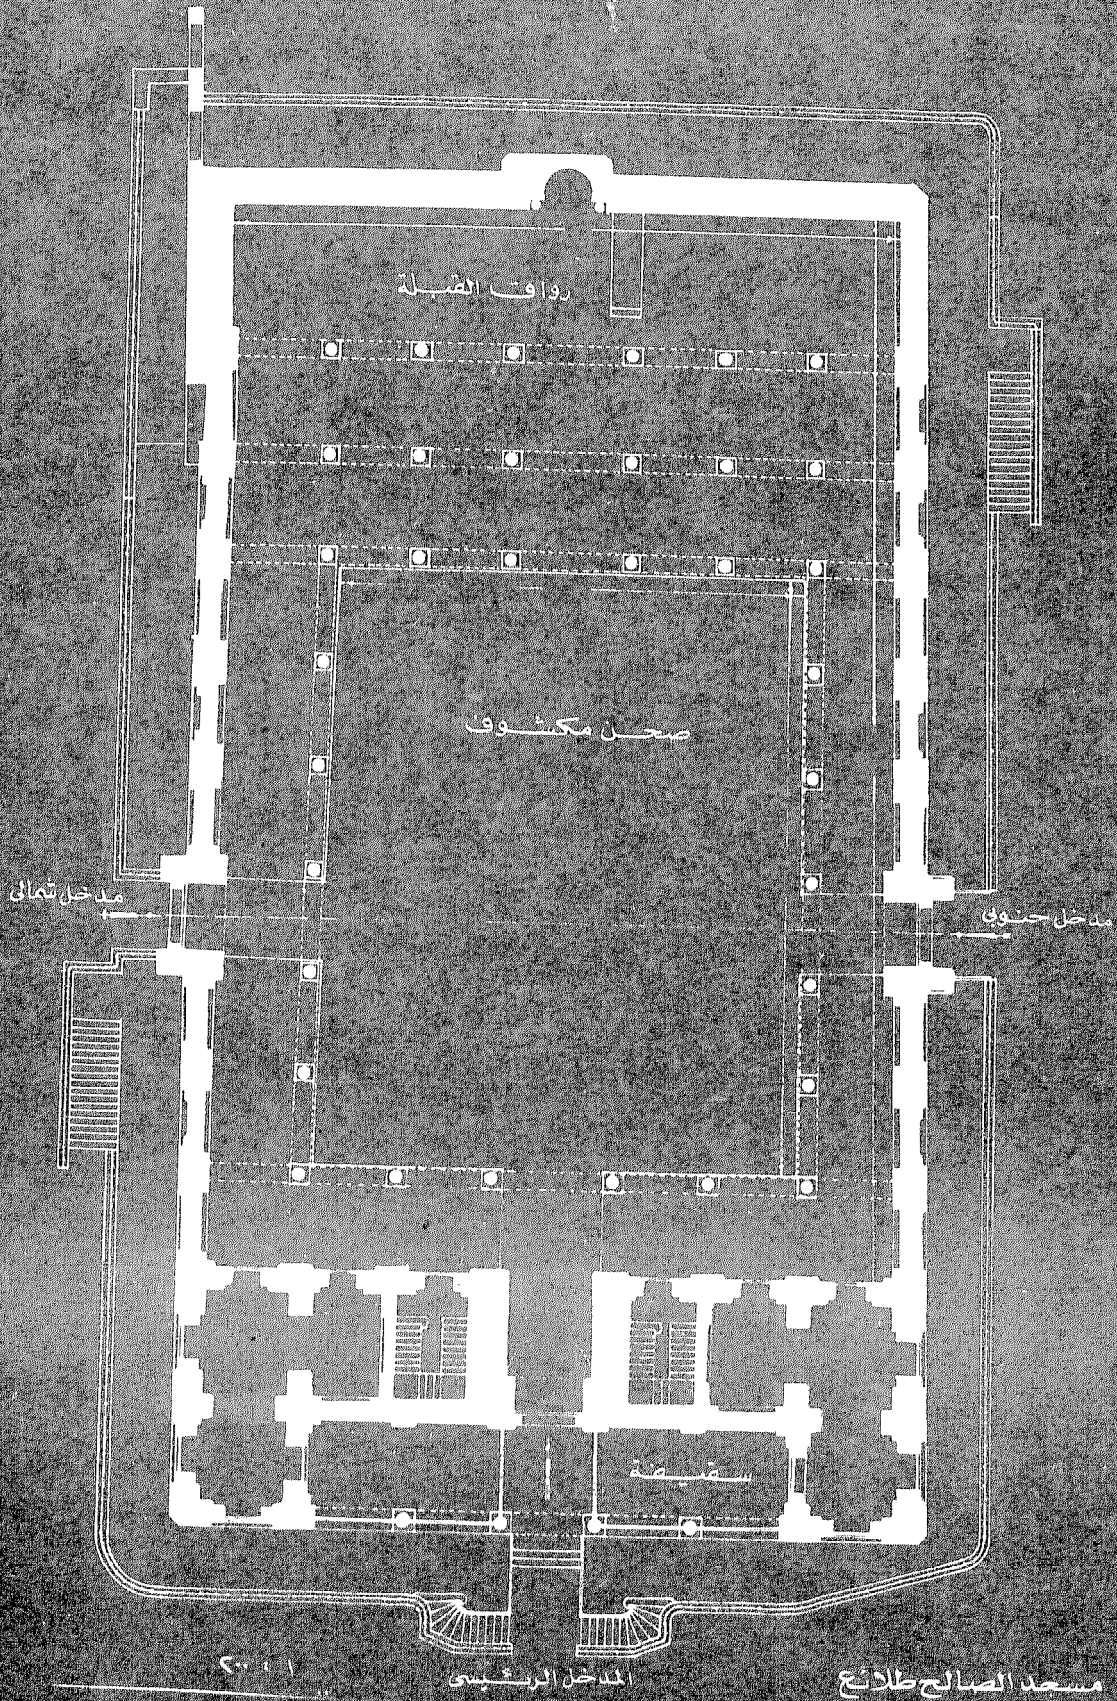 رواق القبلة
صحن مكشوف
مدخل شمالى
مدخل جنوبى
سقيفة
المدخل الرئيسى
مسجد الصالح طلائع